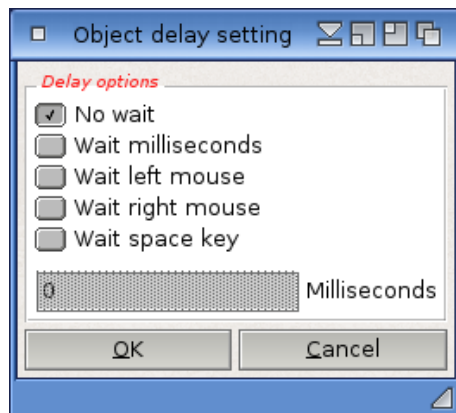 Object delay setting
Delay options
No wait
Wait milliseconds
Wait left mouse
Wait right mouse
Wait space key
0 Milliseconds
OK Cancel